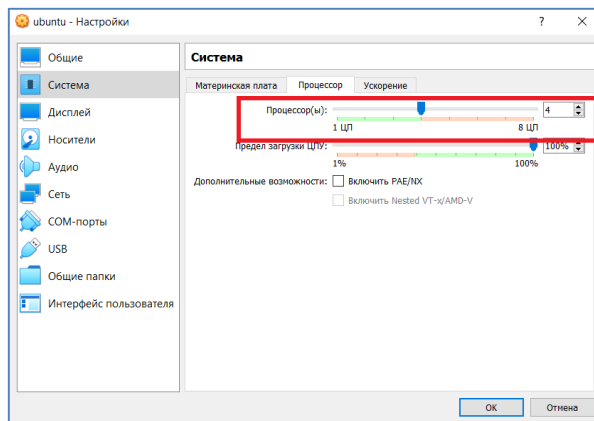 ubuntu - Настройки
?
Общие
Система
Дисплей
Носители
Аудио
Сеть
COM-порты
USB
Общие папки
Интерфейс пользователя
Система
Материнская плата Процессор Ускорение
Процессор(ы): 4
1 ЦП 8 ЦП
Предел загрузки ЦПУ: 100%
1% 100%
Дополнительные возможности: Включить PAE/NX
Включить Nested VT-x/AMD-V
ОК Отмена